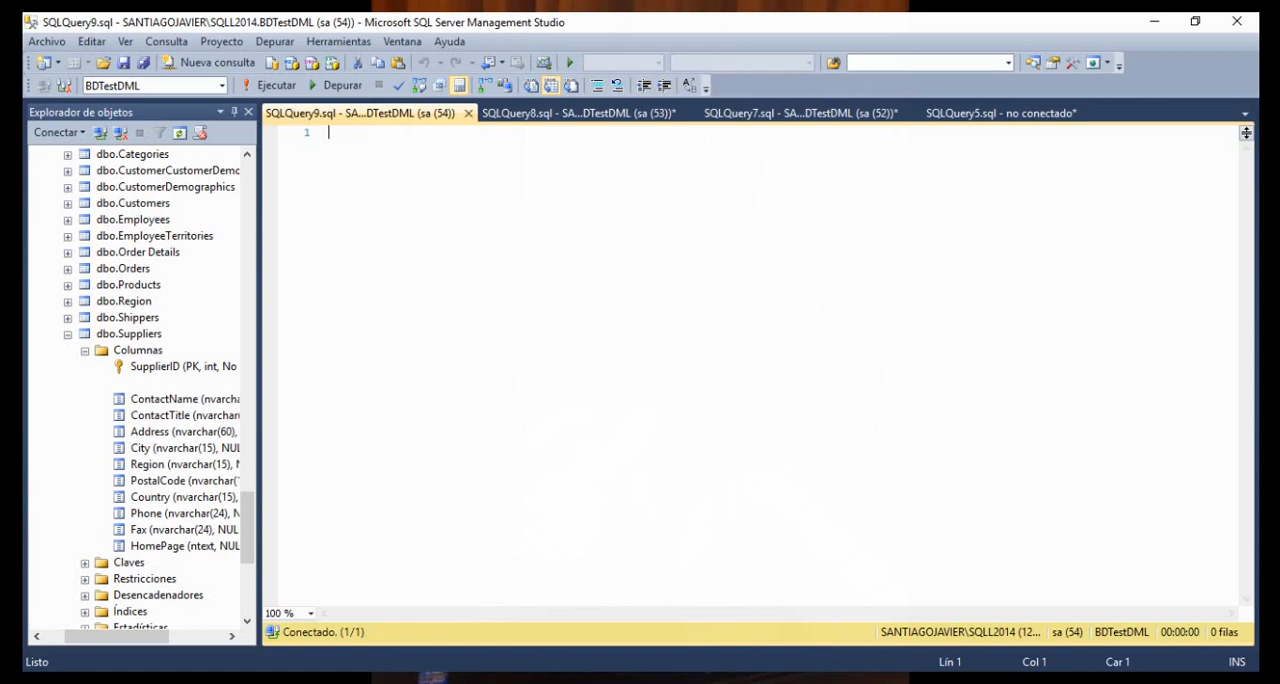 SQLQuery9.sql - SANTIAGOJAVIER\SQLL2014.BDTestDML (sa (54)) - Microsoft SQL Server Management Studio
Archivo Editar Ver Consulta Proyecto Depurar Herramientas Ventana Ayuda
Nueva consulta
BDTestDML Ejecutar Depurar
Explorador de objetos
SQLQuery9.sql - SA...DTestDML (sa (54)) SQLQuery8.sql - SA...DTestDML (sa (53))* SQLQuery7.sql - SA...DTestDML (sa (52))* SQLQuery5.sql - no conectado*
Conectar
1
dbo.Categories
dbo.CustomerCustomerDemo
dbo.CustomerDemographics
dbo.Customers
dbo.Employees
dbo.EmployeeTerritories
dbo.Order Details
dbo.Orders
dbo.Products
dbo.Region
dbo.Shippers
dbo.Suppliers
Columnas
SupplierID (PK, int, No
ContactName (nvarcha
ContactTitle (nvarchar
Address (nvarchar(60),
City (nvarchar(15), NUL
Region (nvarchar(15), N
PostalCode (nvarchar(
Country (nvarchar(15),
Phone (nvarchar(24), N
Fax (nvarchar(24), NUL
HomePage (ntext, NUL
Claves
Restricciones
Desencadenadores
Índices
Estadísticas
100 %
Conectado. (1/1) SANTIAGOJAVIER\SQLL2014 (12... sa (54) BDTestDML 00:00:00 0 filas
Listo Lín 1 Col 1 Car 1 INS